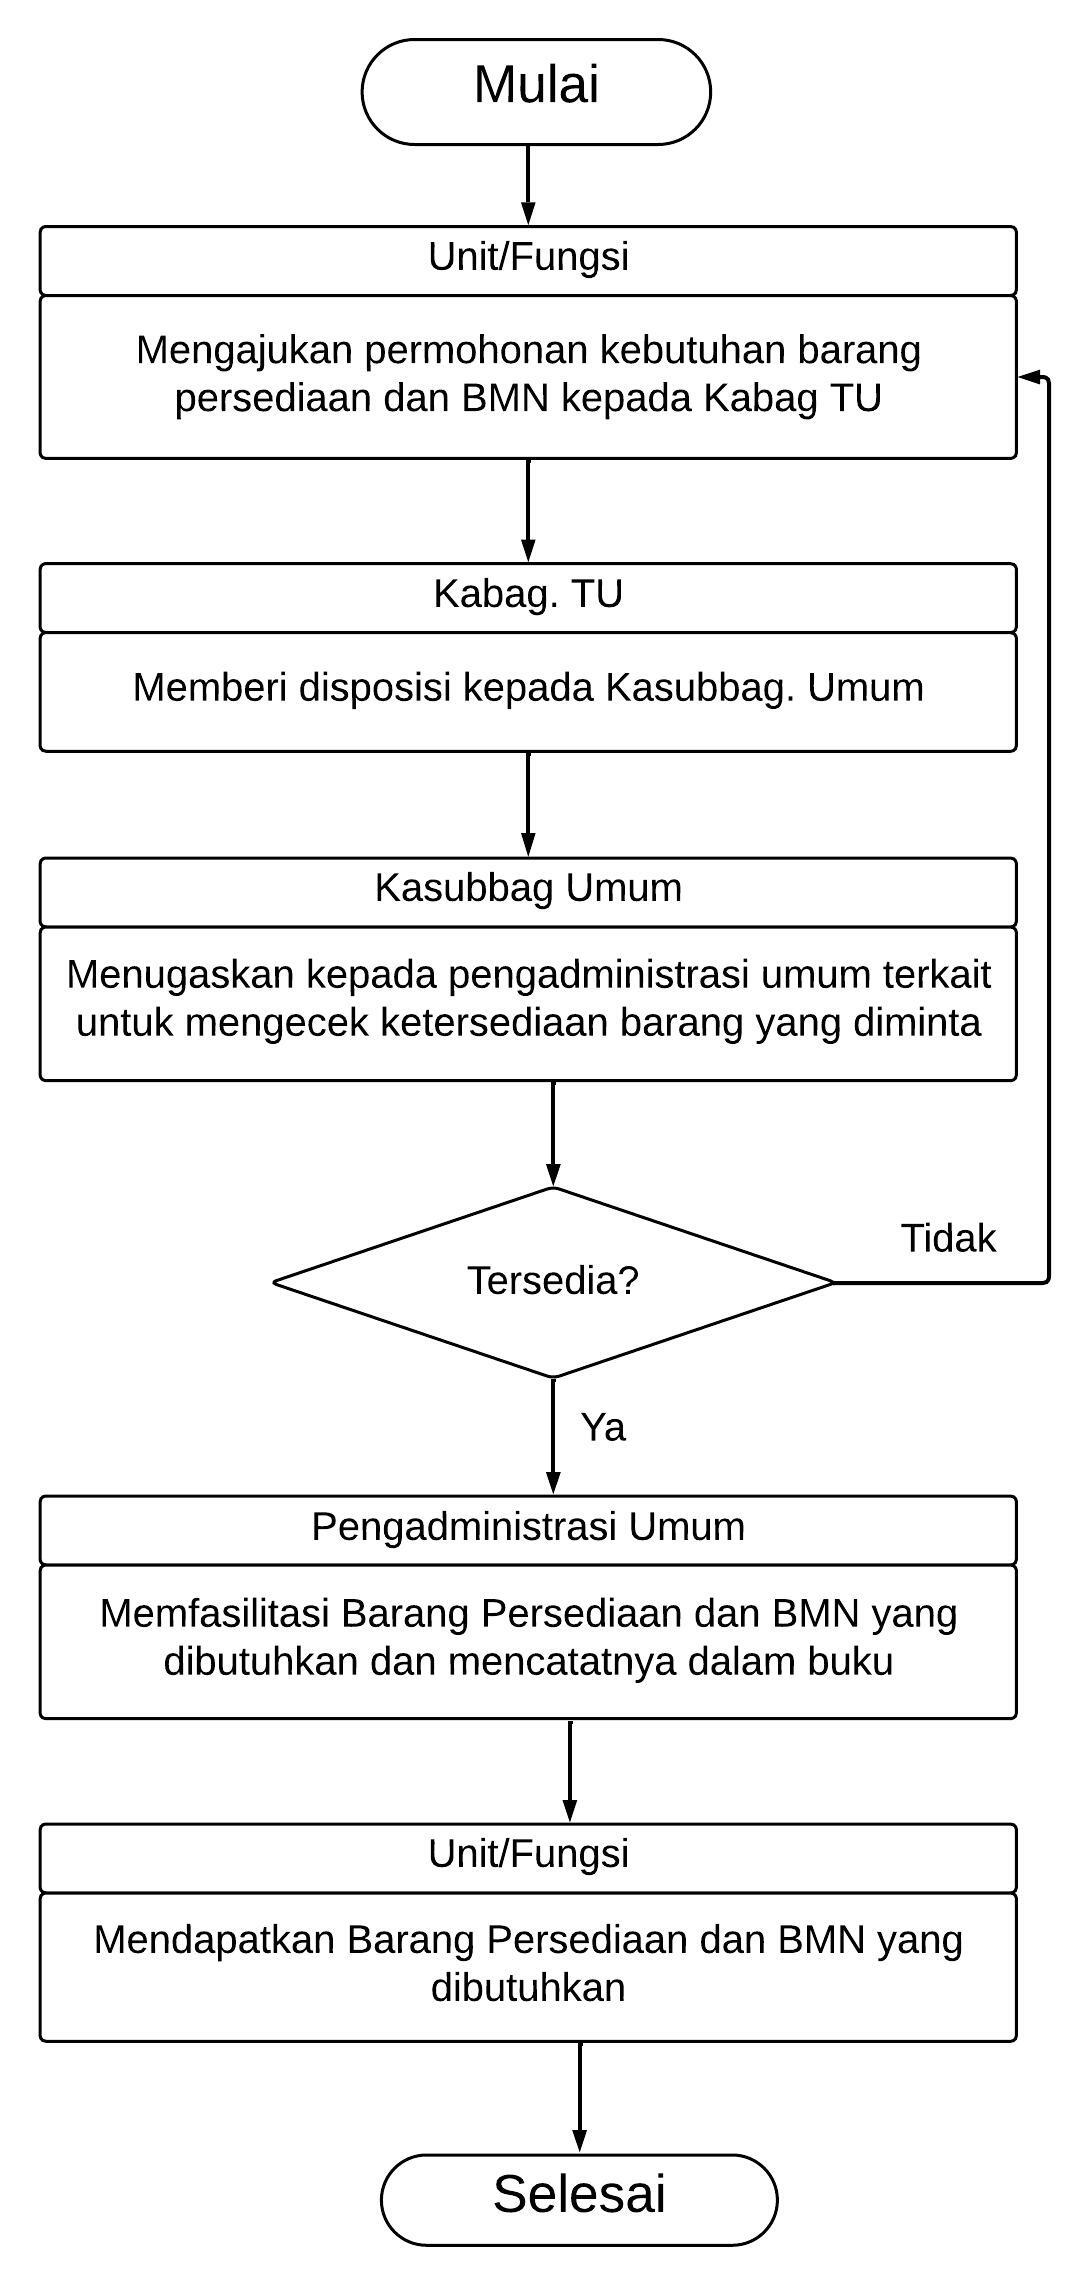 Mulai
Unit/Fungsi
Mengajukan permohonan kebutuhan barang
persediaan dan BMN kepada Kabag TU
Kabag. TU
Memberi disposisi kepada Kasubbag. Umum
Kasubbag Umum
Menugaskan kepada pengadministrasi umum terkait
untuk mengecek ketersediaan barang yang diminta
Tidak
Tersedia?
Ya
Pengadministrasi Umum
Memfasilitasi Barang Persediaan dan BMN yang
dibutuhkan dan mencatatnya dalam buku
Unit/Fungsi
Mendapatkan Barang Persediaan dan BMN yang
dibutuhkan
Selesai